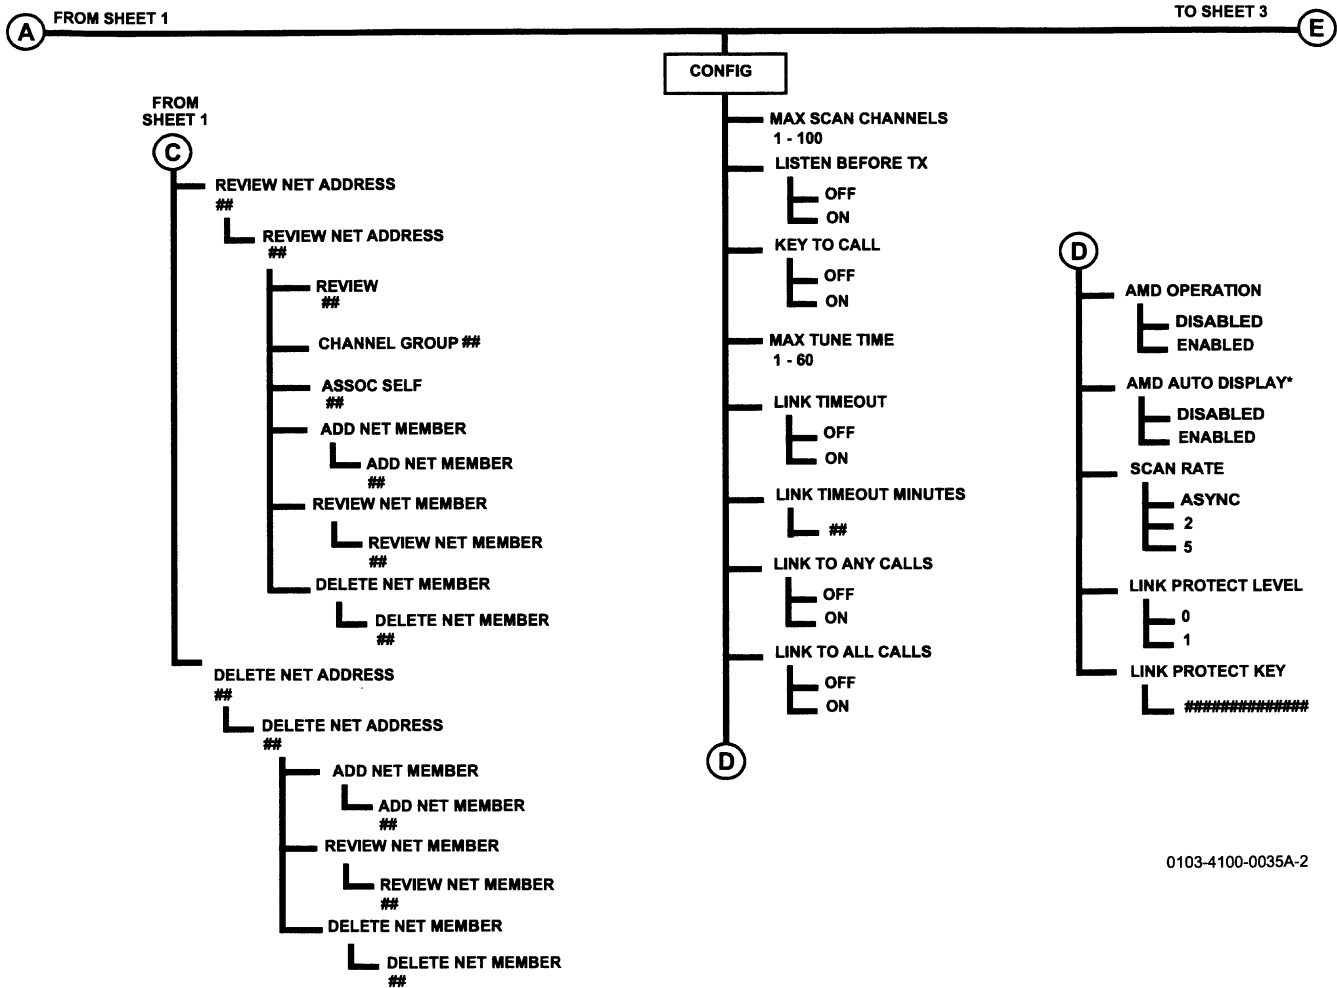 A
FROM SHEET 1
TO SHEET 3
E
CONFIG
FROM
SHEET 1
C
REVIEW NET ADDRESS
##
REVIEW NET ADDRESS
##
REVIEW
##
CHANNEL GROUP ##
ASSOC SELF
##
ADD NET MEMBER
ADD NET MEMBER
##
REVIEW NET MEMBER
REVIEW NET MEMBER
##
DELETE NET MEMBER
DELETE NET MEMBER
##
DELETE NET ADDRESS
##
DELETE NET ADDRESS
##
ADD NET MEMBER
ADD NET MEMBER
##
REVIEW NET MEMBER
REVIEW NET MEMBER
##
DELETE NET MEMBER
DELETE NET MEMBER
##
MAX SCAN CHANNELS
1 - 100
LISTEN BEFORE TX
OFF
ON
KEY TO CALL
OFF
ON
MAX TUNE TIME
1 - 60
LINK TIMEOUT
OFF
ON
LINK TIMEOUT MINUTES
##
LINK TO ANY CALLS
OFF
ON
LINK TO ALL CALLS
OFF
ON
D
D
AMD OPERATION
DISABLED
ENABLED
AMD AUTO DISPLAY*
DISABLED
ENABLED
SCAN RATE
ASYNC
2
5
LINK PROTECT LEVEL
0
1
LINK PROTECT KEY
##############
0103-4100-0035A-2